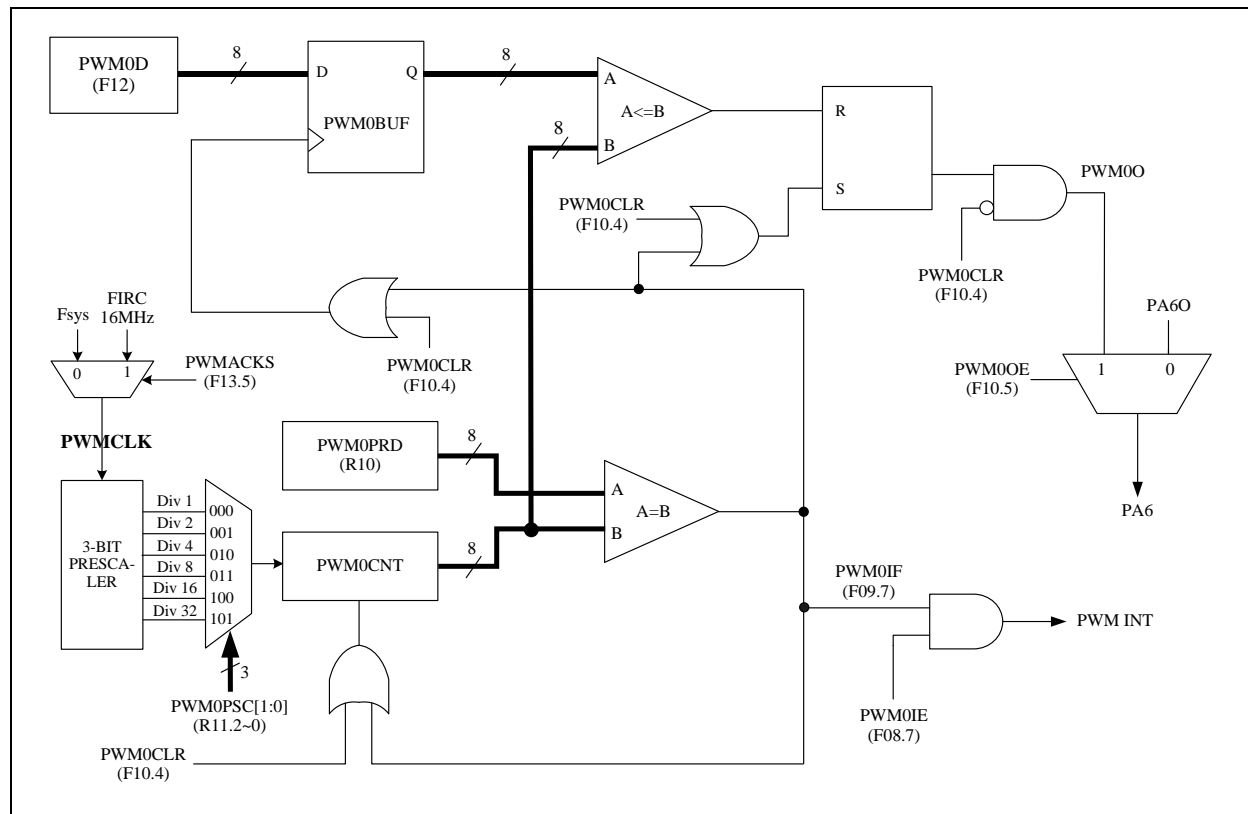 PWM0D
(F12)
8
D
Q
PWM0BUF
8
A
A<=B
B
8
R
S
PWM0CLR
(F10.4)
PWM0O
PWM0CLR
(F10.4)
PWM0CLR
(F10.4)
Fsys
FIRC
16MHz
0
1
PWMACKS
(F13.5)
PWMCLK
PA6O
PWM0OE
(F10.5)
1
0
PA6
PWM0PRD
(R10)
8
A
A=B
B
3-BIT
PRESCA-
LER
Div 1
Div 2
Div 4
Div 8
Div 16
Div 32
000
001
010
011
100
101
PWM0CNT
8
3
PWM0PSC[1:0]
(R11.2~0)
PWM0CLR
(F10.4)
PWM0IF
(F09.7)
PWM INT
PWM0IE
(F08.7)